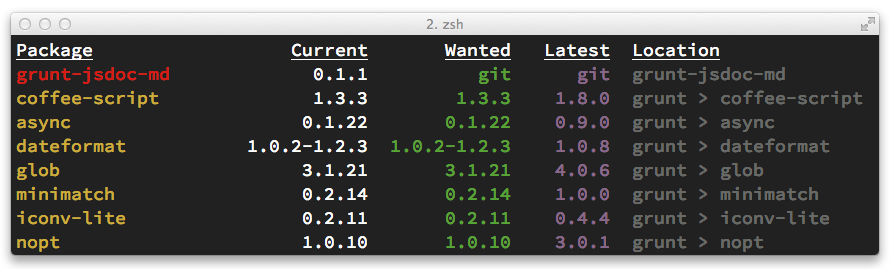 2. zsh
Package Current Wanted Latest Location
grunt-jsdoc-md 0.1.1 git git grunt-jsdoc-md
coffee-script 1.3.3 1.3.3 1.8.0 grunt > coffee-script
async 0.1.22 0.1.22 0.9.0 grunt > async
dateformat 1.0.2-1.2.3 1.0.2-1.2.3 1.0.8 grunt > dateformat
glob 3.1.21 3.1.21 4.0.6 grunt > glob
minimatch 0.2.14 0.2.14 1.0.0 grunt > minimatch
iconv-lite 0.2.11 0.2.11 0.4.4 grunt > iconv-lite
nopt 1.0.10 1.0.10 3.0.1 grunt > nopt